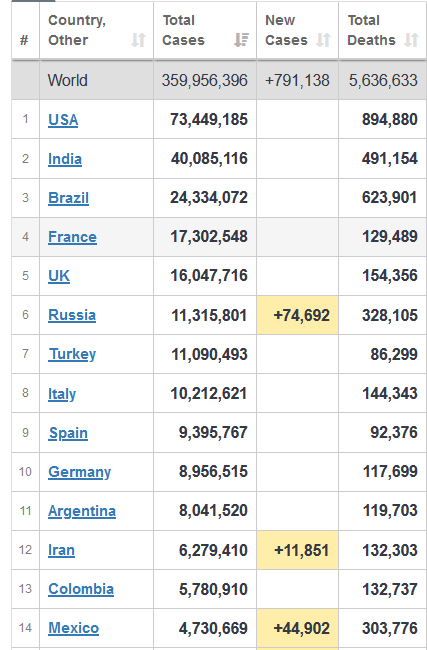 # Country, Other Total Cases New Cases Total Deaths
World 359,956,396 +791,138 5,636,633
1 USA 73,449,185 894,880
2 India 40,085,116 491,154
3 Brazil 24,334,072 623,901
4 France 17,302,548 129,489
5 UK 16,047,716 154,356
6 Russia 11,315,801 +74,692 328,105
7 Turkey 11,090,493 86,299
8 Italy 10,212,621 144,343
9 Spain 9,395,767 92,376
10 Germany 8,956,515 117,699
11 Argentina 8,041,520 119,703
12 Iran 6,279,410 +11,851 132,303
13 Colombia 5,780,910 132,737
14 Mexico 4,730,669 +44,902 303,776